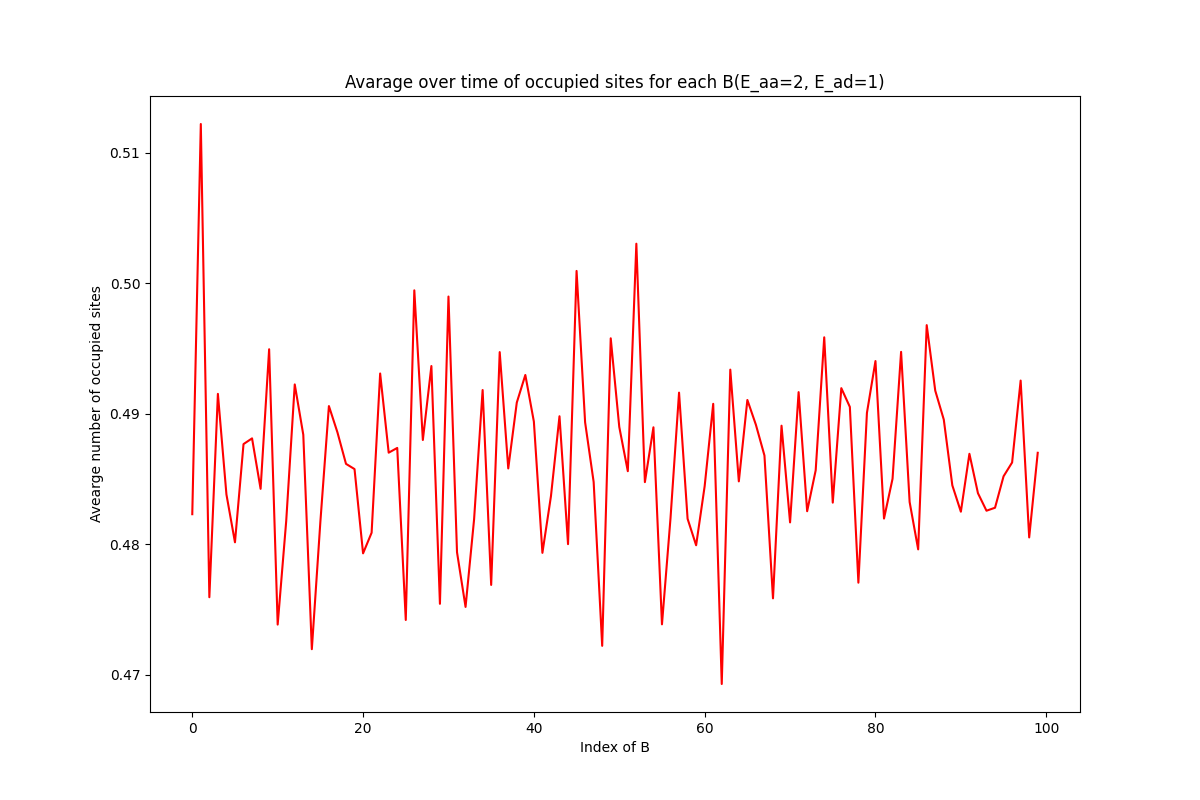 Avarage over time of occupied sites for each B(E_aa=2, E_ad=1)
0.51
0.50
0.49
0.48
0.47
Avearge number of occupied sites
0 20 40 60 80 100
Index of B